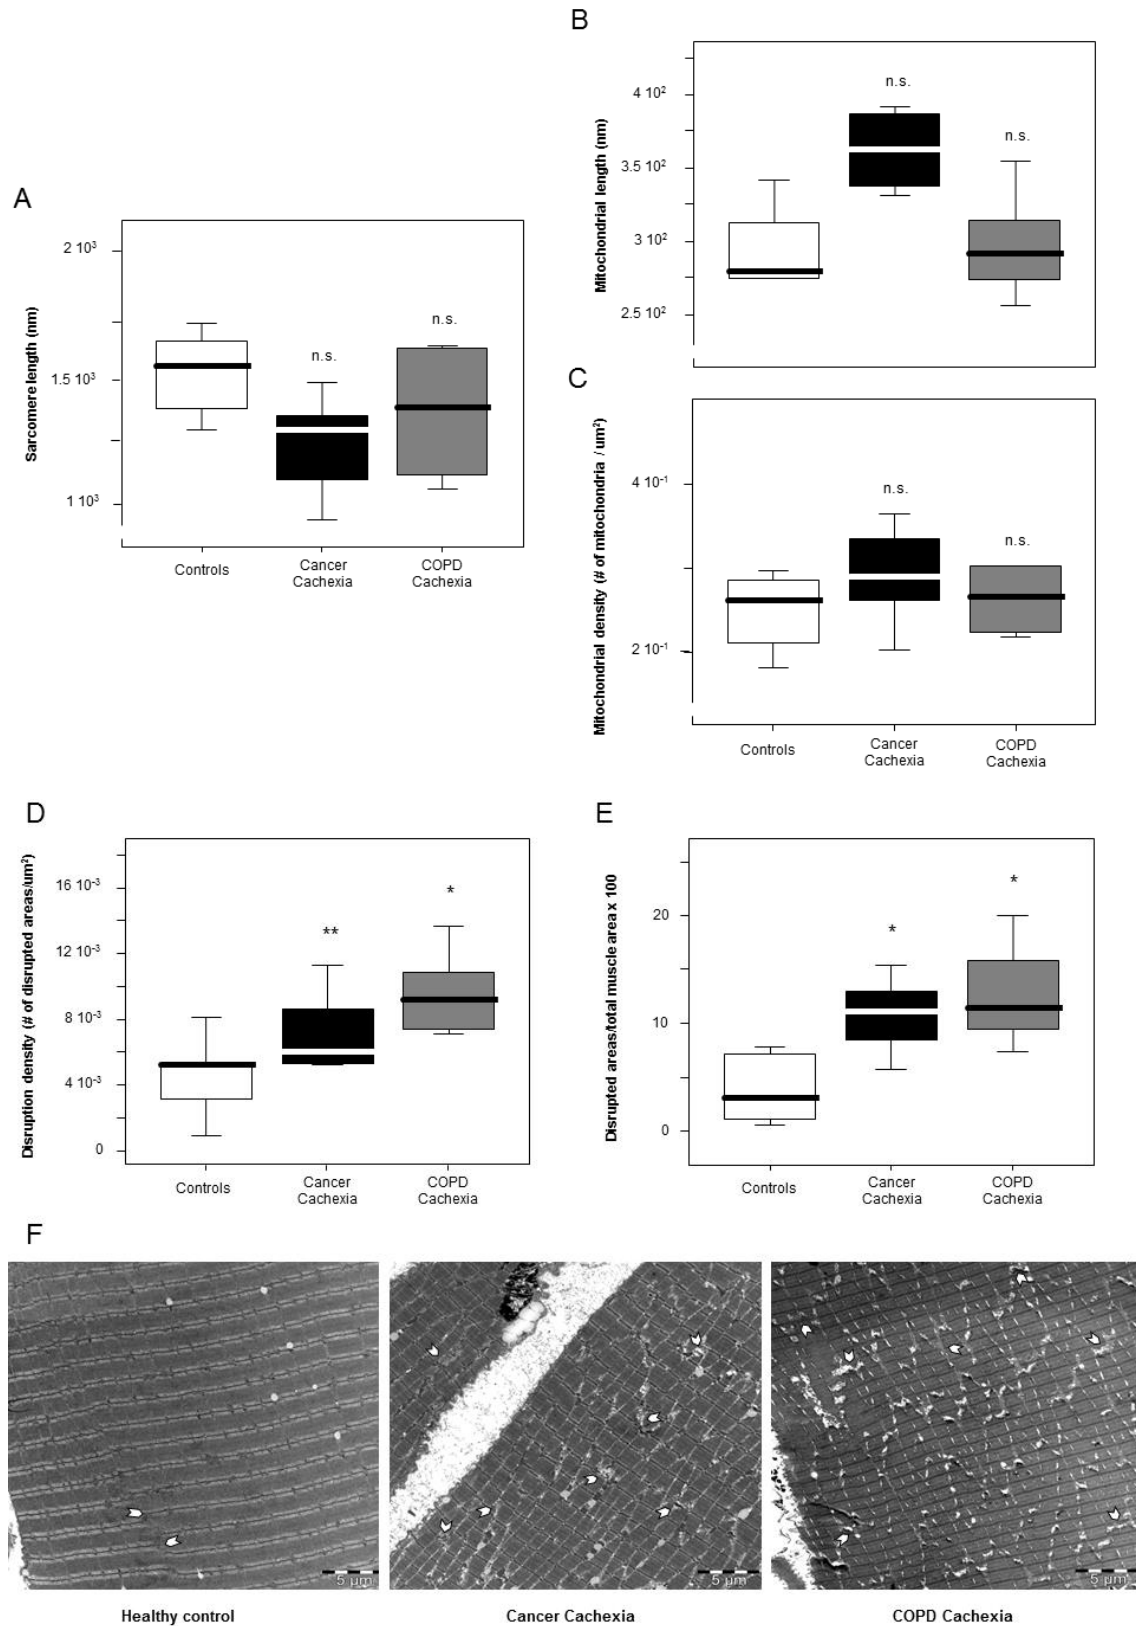 B
Mitochondrial length (nm)
4 10²
3.5 10²
3 10²
2.5 10²
n.s.
n.s.
A
Sarcomere length (nm)
2 10³
1.5 10³
1 10³
n.s.
n.s.
Controls
Cancer
Cachexia
COPD
Cachexia
C
Mitochondrial density (# of mitochondria / um²)
4 10⁻¹
2 10⁻¹
n.s.
n.s.
Controls
Cancer
Cachexia
COPD
Cachexia
D
Disruption density (# of disrupted areas/um²)
16 10⁻³
12 10⁻³
8 10⁻³
4 10⁻³
0
**
*
Controls
Cancer
Cachexia
COPD
Cachexia
E
Disrupted areas/total muscle area x 100
20
10
0
*
*
Controls
Cancer
Cachexia
COPD
Cachexia
F
5 µm
5 µm
5 µm
Healthy control
Cancer Cachexia
COPD Cachexia